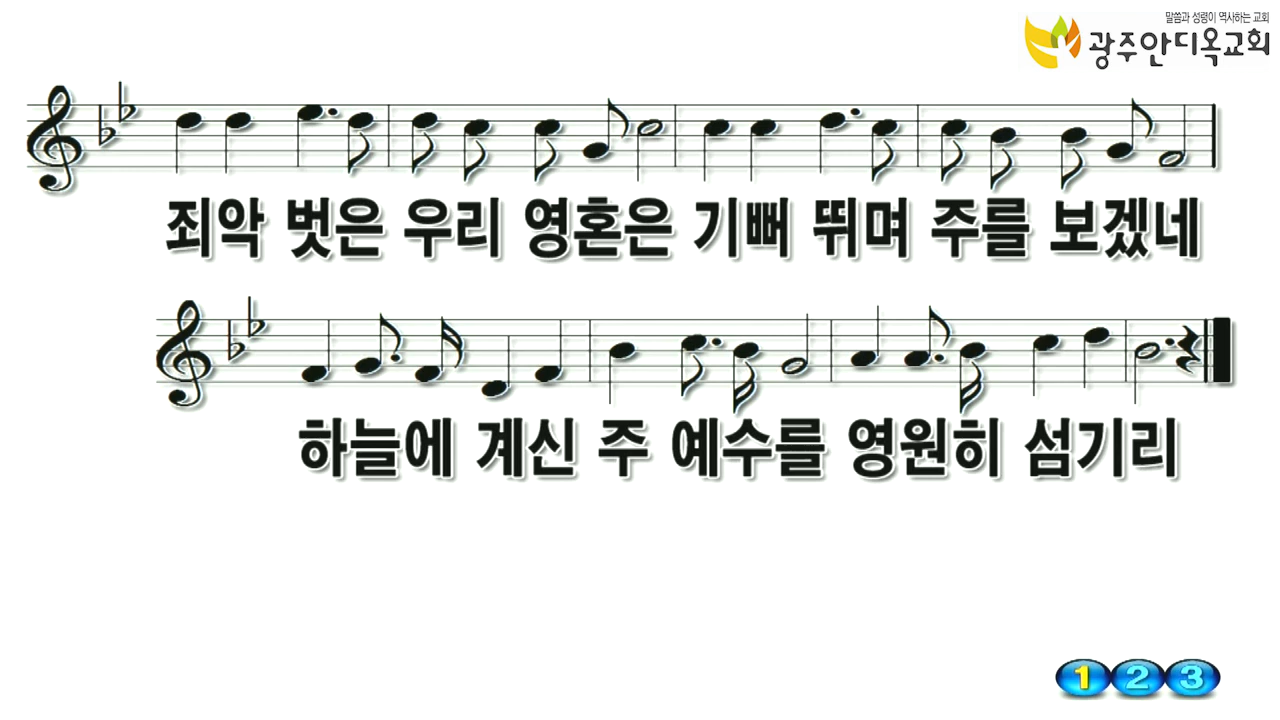 말씀과 성령이 역사하는 교회
광주안디옥교회
죄악 벗은 우리 영혼은 기뻐 뛰며 주를 보겠네
하늘에 계신 주 예수를 영원히 섬기리
1 2 3